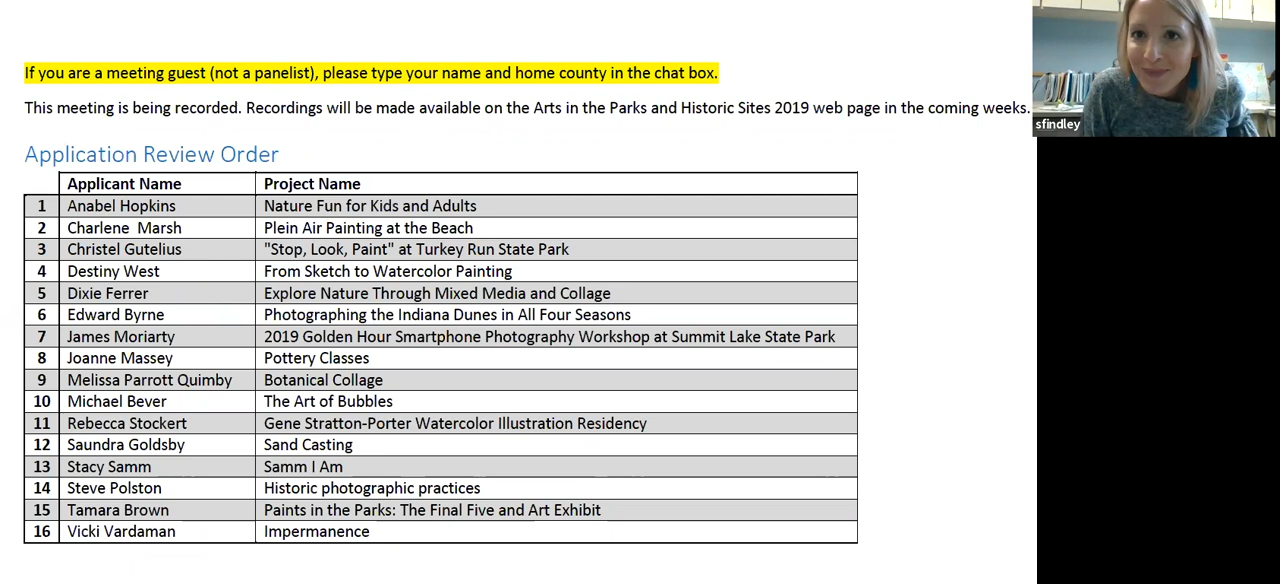 If you are a meeting guest (not a panelist), please type your name and home county in the chat box.
This meeting is being recorded. Recordings will be made available on the Arts in the Parks and Historic Sites 2019 web page in the coming weeks.
sfindley
Application Review Order
Applicant Name Project Name
1 Anabel Hopkins Nature Fun for Kids and Adults
2 Charlene Marsh Plein Air Painting at the Beach
3 Christel Gutelius "Stop, Look, Paint" at Turkey Run State Park
4 Destiny West From Sketch to Watercolor Painting
5 Dixie Ferrer Explore Nature Through Mixed Media and Collage
6 Edward Byrne Photographing the Indiana Dunes in All Four Seasons
7 James Moriarty 2019 Golden Hour Smartphone Photography Workshop at Summit Lake State Park
8 Joanne Massey Pottery Classes
9 Melissa Parrott Quimby Botanical Collage
10 Michael Bever The Art of Bubbles
11 Rebecca Stockert Gene Stratton-Porter Watercolor Illustration Residency
12 Saundra Goldsby Sand Casting
13 Stacy Samm Samm I Am
14 Steve Polston Historic photographic practices
15 Tamara Brown Paints in the Parks: The Final Five and Art Exhibit
16 Vicki Vardaman Impermanence